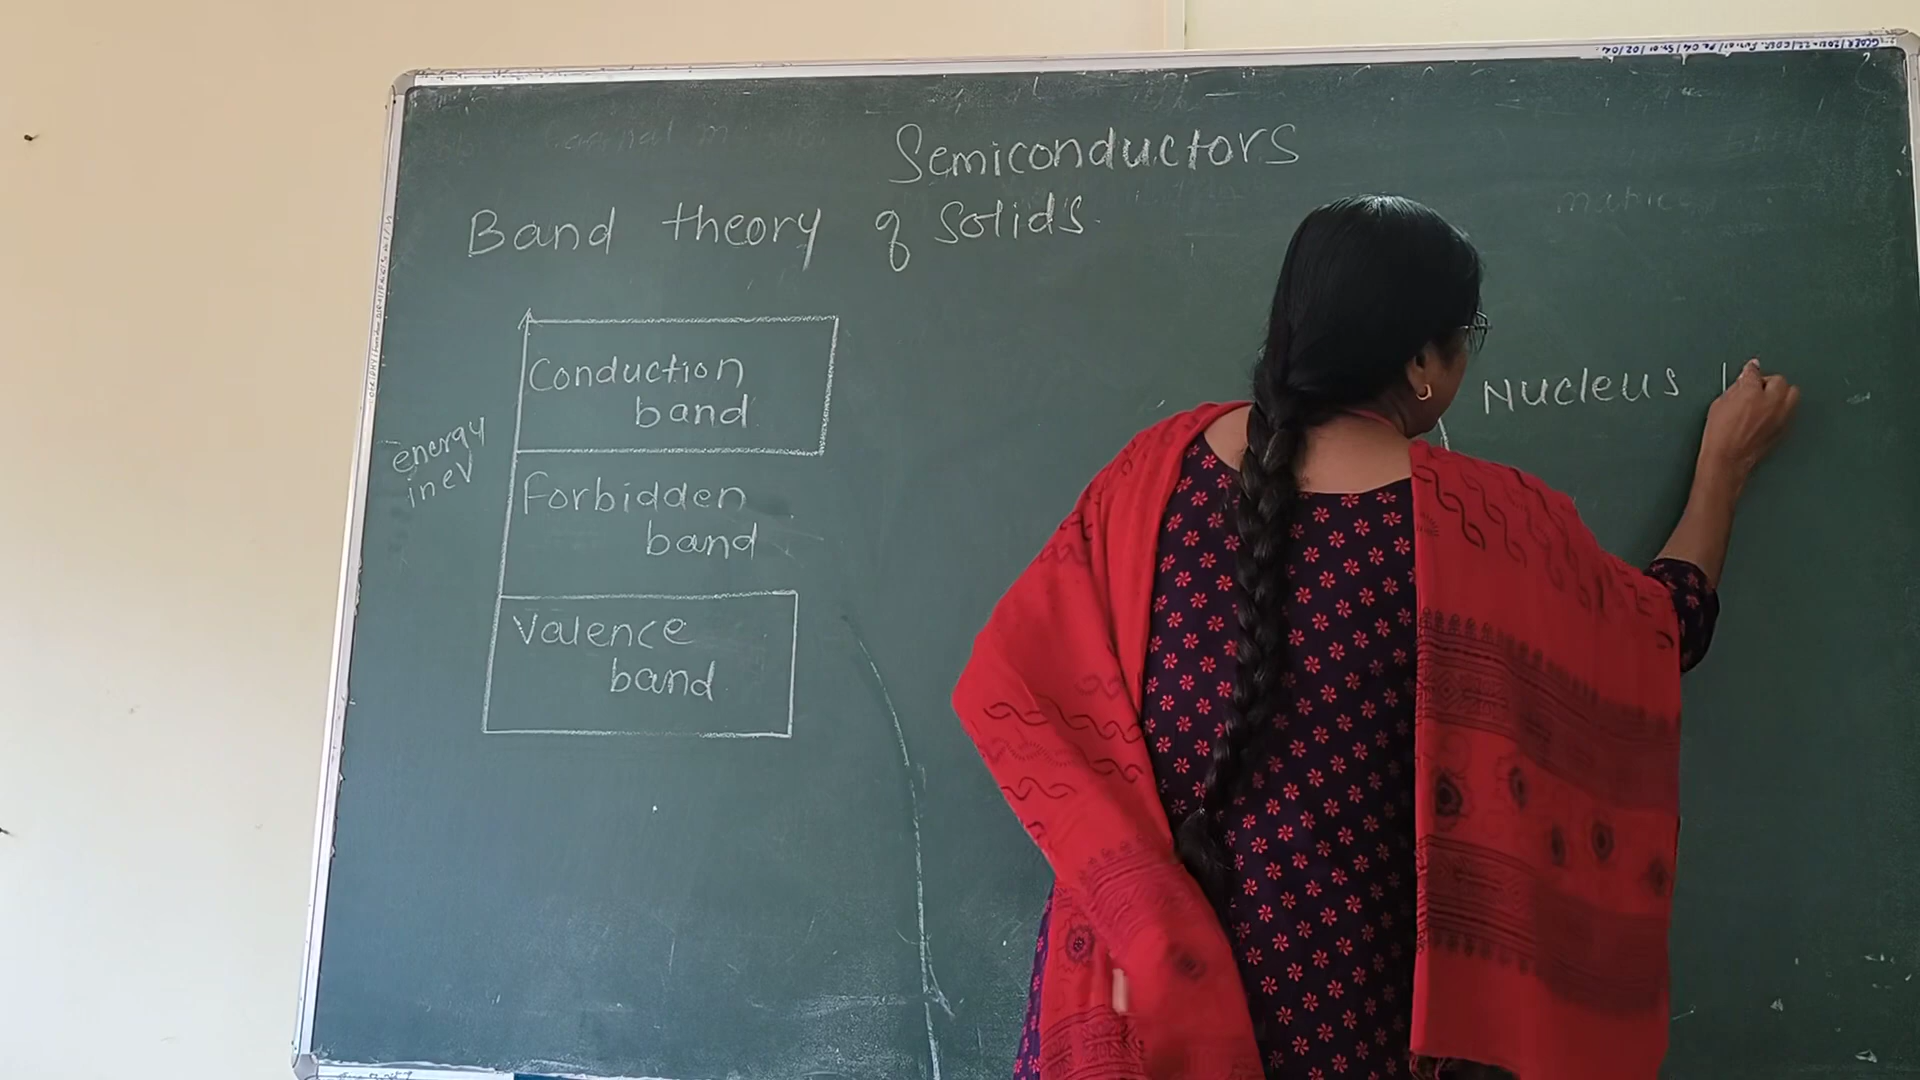 Semiconductors
Band theory of solids.
Conduction
band
energy
in eV
Forbidden
band
Valence
band
Nucleus